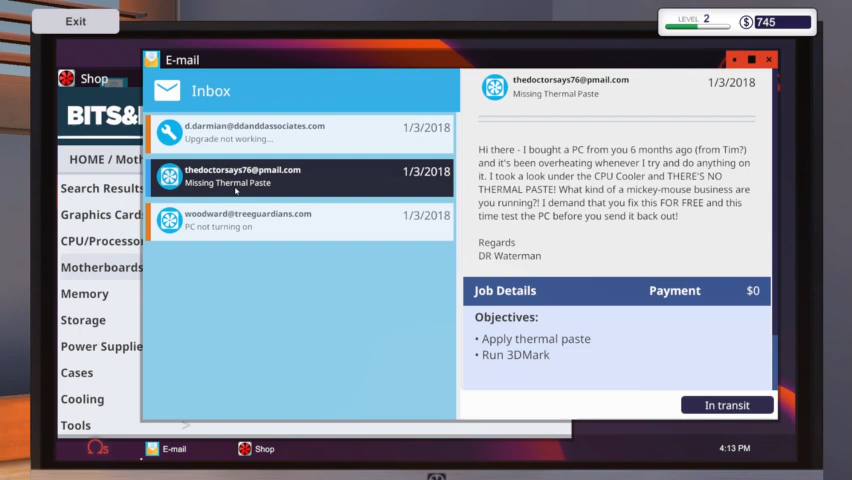 Exit
LEVEL 2
$ 745
E-mail
Shop
BITS&
HOME / Moth
Search Results
Graphics Card
CPU/Processo
Motherboards
Memory
Storage
Power Supplie
Cases
Cooling
Tools
>
Inbox
d.darmian@ddanddassociates.com 1/3/2018
Upgrade not working...
thedoctorsays76@pmail.com 1/3/2018
Missing Thermal Paste
woodward@treeguardians.com 1/3/2018
PC not turning on
thedoctorsays76@pmail.com 1/3/2018
Missing Thermal Paste
Hi there - I bought a PC from you 6 months ago (from Tim?)
and it's been overheating whenever I try and do anything on
it. I took a look under the CPU Cooler and THERE'S NO
THERMAL PASTE! What kind of a mickey-mouse business are
you running?! I demand that you fix this FOR FREE and this
time test the PC before you send it back out!
Regards
DR Waterman
Job Details Payment $0
Objectives:
• Apply thermal paste
• Run 3DMark
In transit
Ωs
E-mail
Shop
4:13 PM